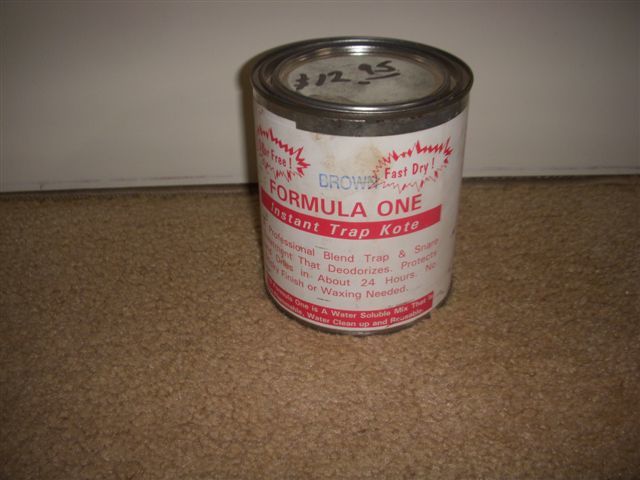 $12.95
Free!
Fast Dry!
BROWN
FORMULA ONE
Instant Trap Kote
Professional Blend Trap & Snare
That Deodorizes. Protects
Dries in About 24 Hours. No
Finish or Waxing Needed.
Formula One is A Water Soluble Mix That is
Water Clean up and Reusable.